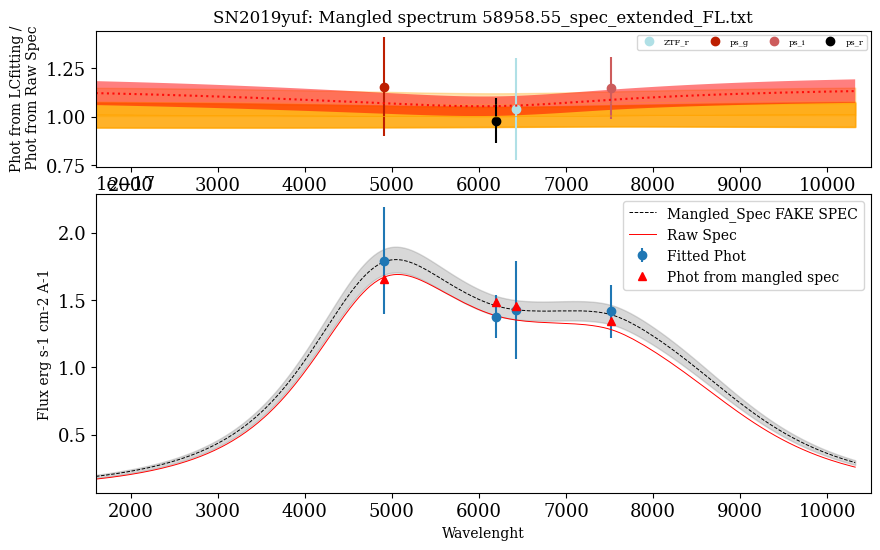 SN2019yuf: Mangled spectrum 58958.55_spec_extended_FL.txt
Phot from LCfitting /
Phot from Raw Spec
ZTF_r ps_g ps_i ps_r
1.25
1.00
0.75
2000 3000 4000 5000 6000 7000 8000 9000 10000
1e−17
Mangled_Spec FAKE SPEC
Raw Spec
Fitted Phot
Phot from mangled spec
Flux erg s-1 cm-2 A-1
2.0
1.5
1.0
0.5
2000 3000 4000 5000 6000 7000 8000 9000 10000
Wavelenght